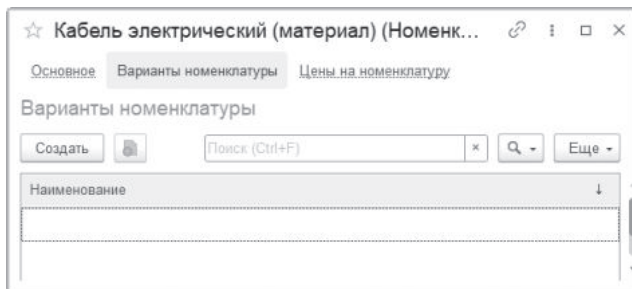 Кабель электрический (материал) (Номенк...
Основное Варианты номенклатуры Цены на номенклатуру
Варианты номенклатуры
Создать Поиск (Ctrl+F) × Еще
Наименование ↓